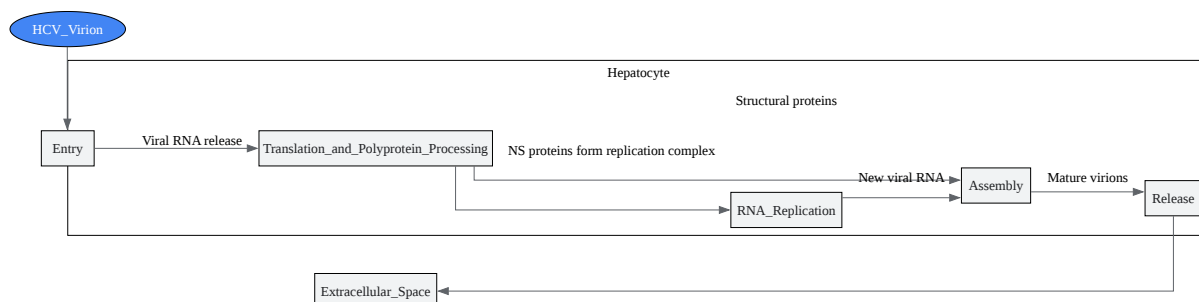 HCV_Virion
Hepatocyte
Structural proteins
Entry
Viral RNA release
Translation_and_Polyprotein_Processing
NS proteins form replication complex
New viral RNA
Assembly
Mature virions
RNA_Replication
Release
Extracellular_Space